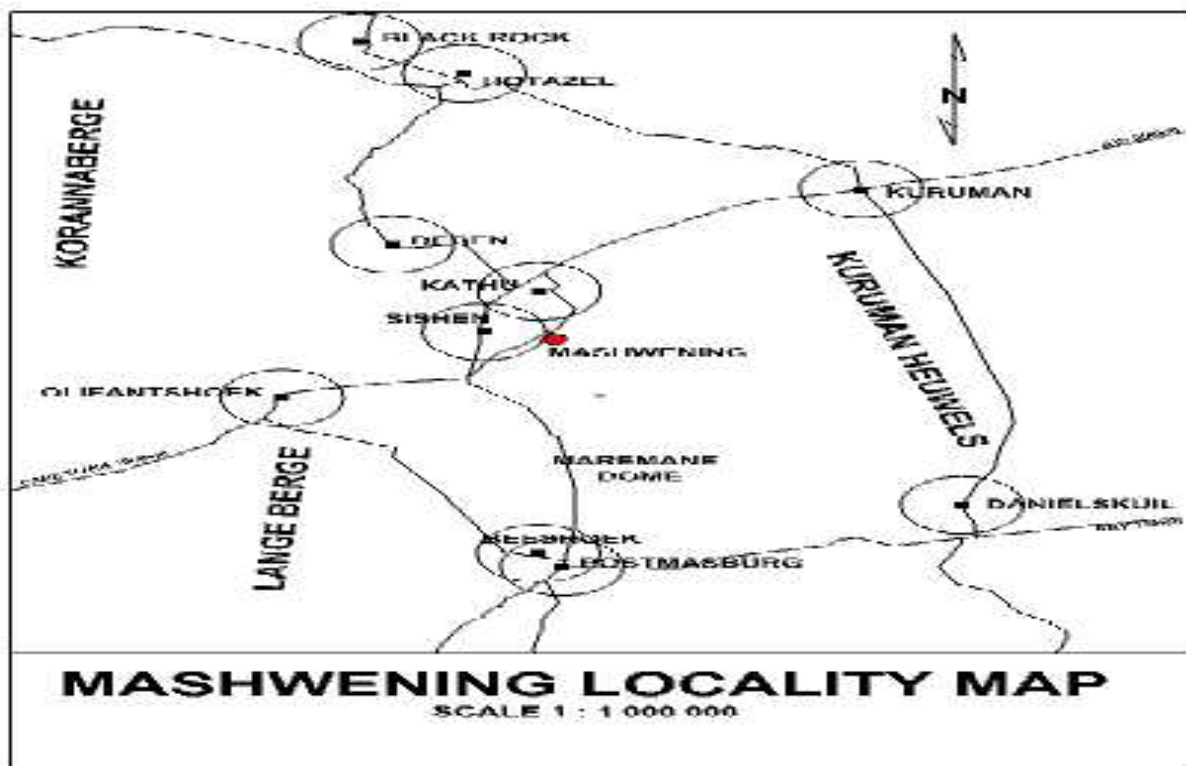 BLACK ROCK
HOTAZEL
N
KORANNABERGE
KURUMAN
DEBEN
KATHU
SISHEN
MASHWENING
KURUMAN HEUWELS
OLIFANTSHOEK
MAREMANE
DOME
LANGE BERGE
DANIELSKUIL
BEESHOEK
POSTMASBURG
MASHWENING LOCALITY MAP
SCALE 1 : 1 000 000